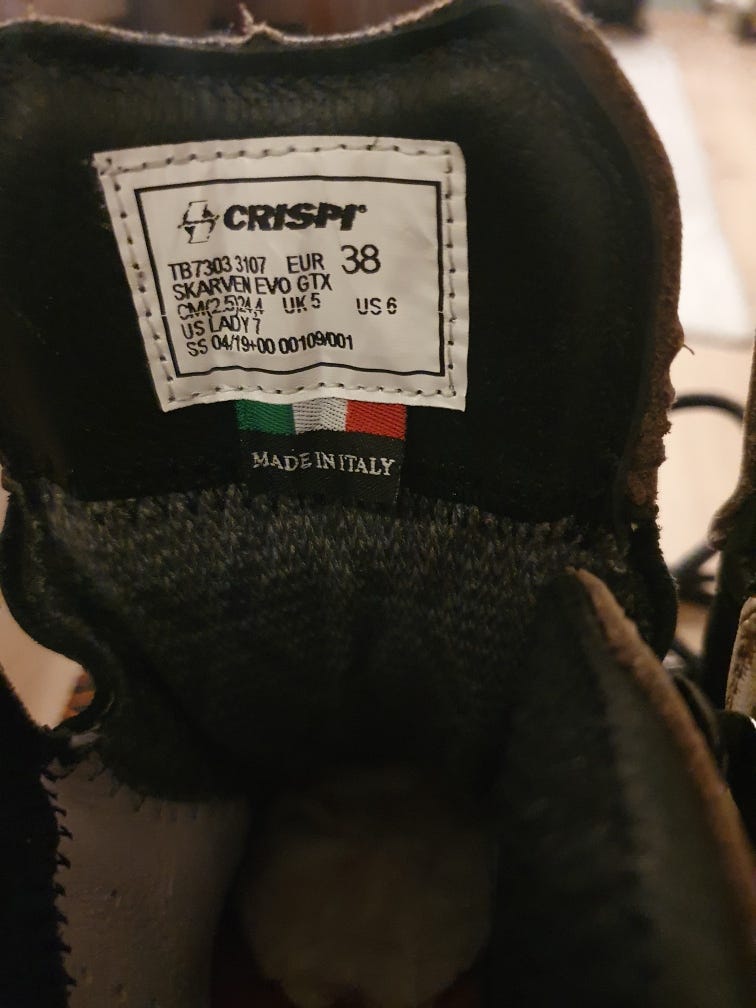 CRISPI®
TB7303 3107 EUR 38
SKARVEN EVO GTX
CM(2.5)24,4 UK 5 US 6
US LADY 7
SS 04/19+00 00109/001
MADE IN ITALY